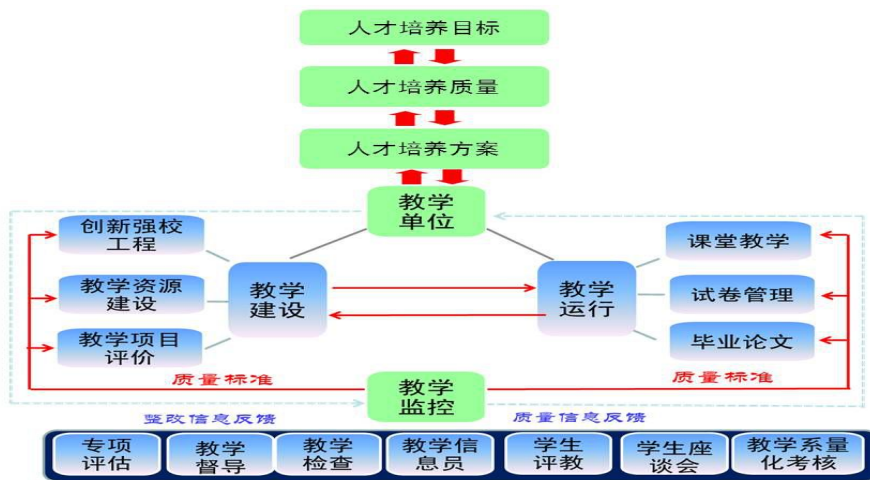 人才培养目标
人才培养质量
人才培养方案
教学
单位
创新强校
工程
课堂教学
教学资源
建设
教学
建设
教学
运行
试卷管理
教学项目
评价
毕业论文
质量标准
教学
监控
质量标准
整改信息反馈
质量信息反馈
专项
评估
教学
督导
教学
检查
教学信
息员
学生
评教
学生座
谈会
教学系量
化考核